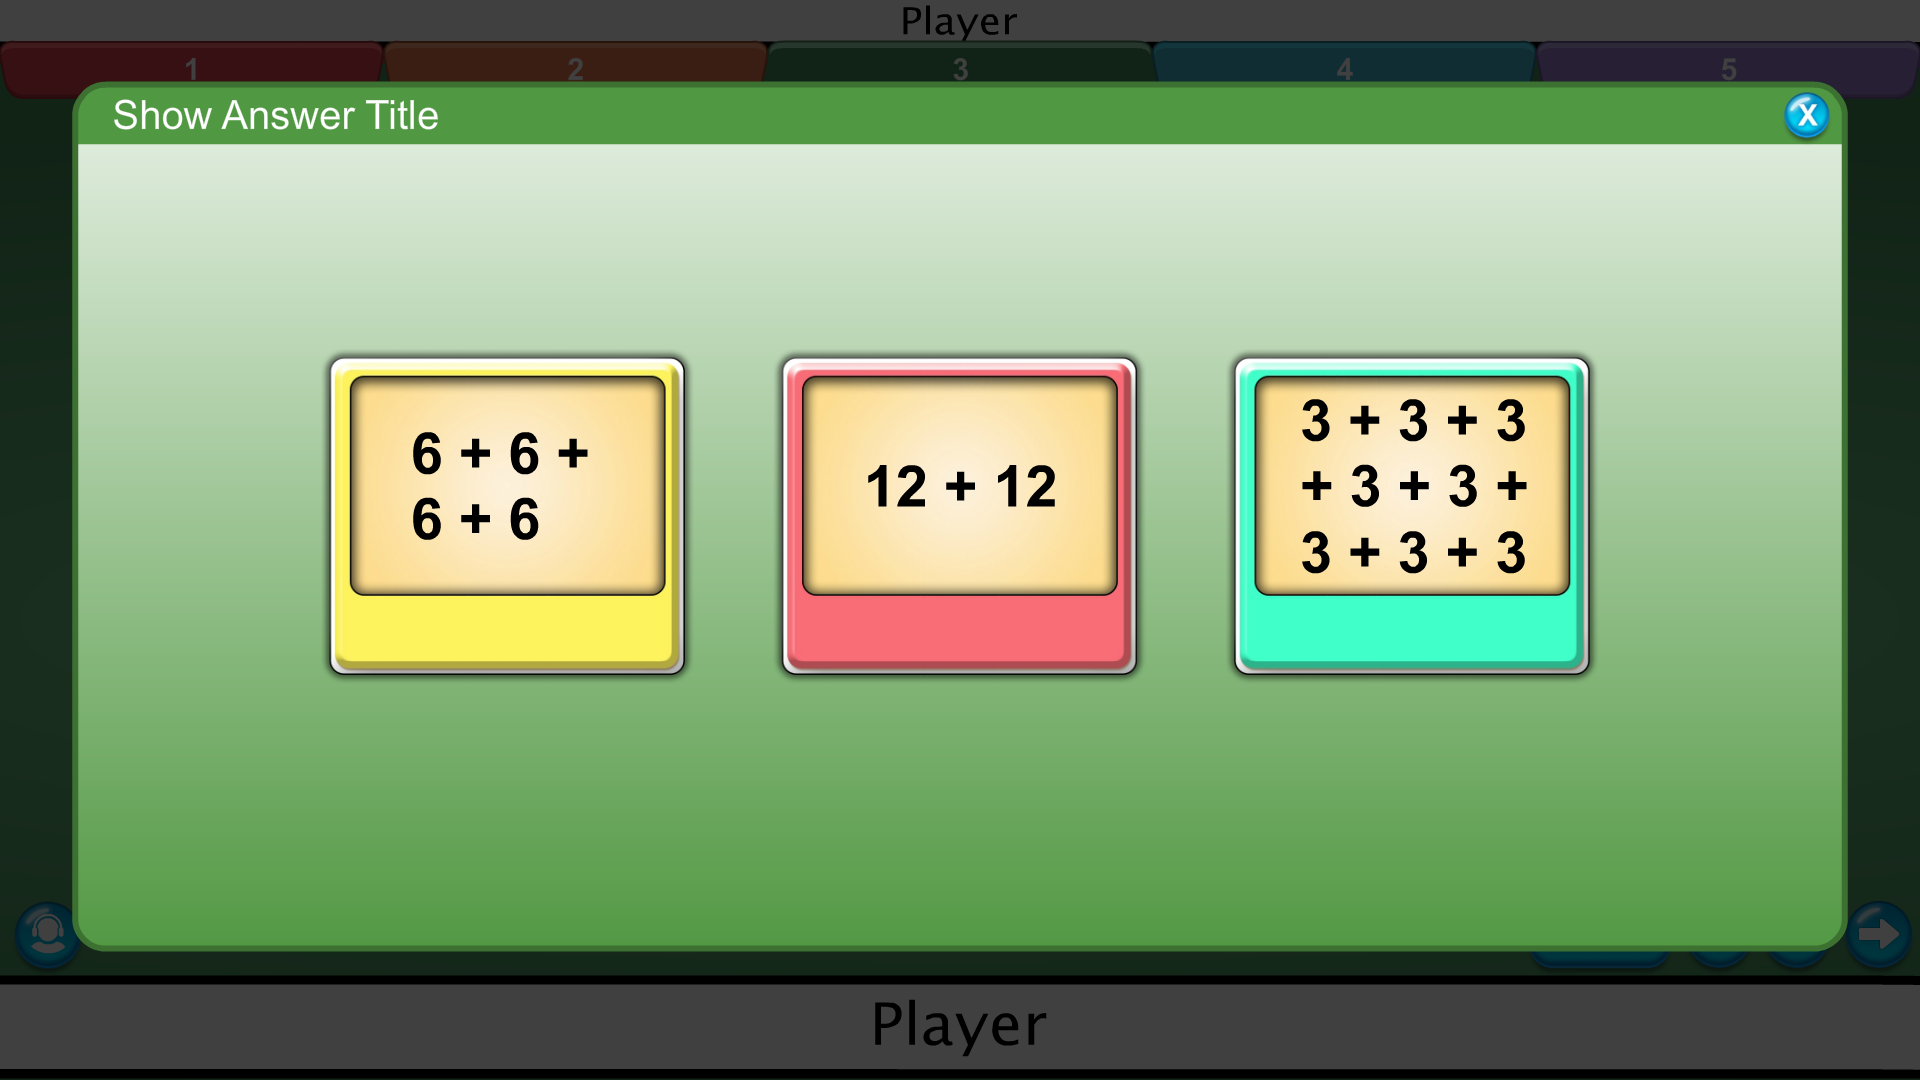 Player
1
2
3
4
5
Show Answer Title
X
6 + 6 +
6 + 6
12 + 12
3 + 3 + 3
+ 3 + 3 +
3 + 3 + 3
Player